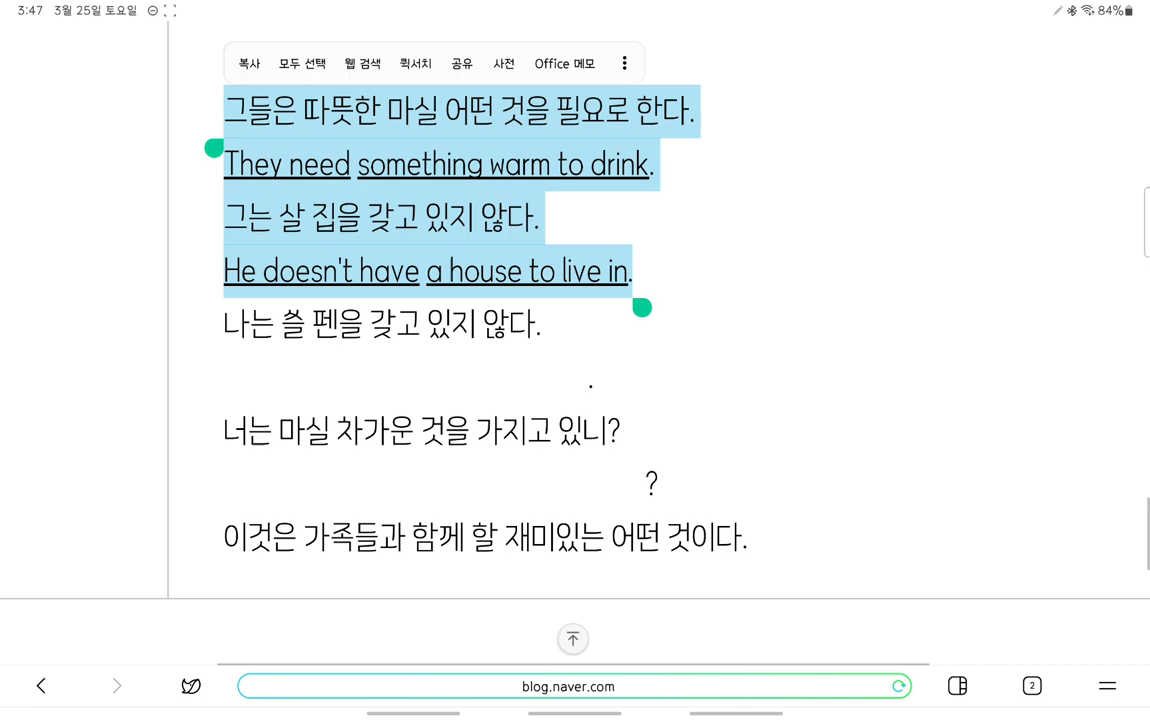 3:47 3월 25일 토요일 84%
복사 모두 선택 웹 검색 퀵서치 공유 사전 Office 메모
그들은 따뜻한 마실 어떤 것을 필요로 한다.
They need something warm to drink.
그는 살 집을 갖고 있지 않다.
He doesn't have a house to live in.
나는 쓸 펜을 갖고 있지 않다.
.
너는 마실 차가운 것을 가지고 있니?
?
이것은 가족들과 함께 할 재미있는 어떤 것이다.
blog.naver.com
2